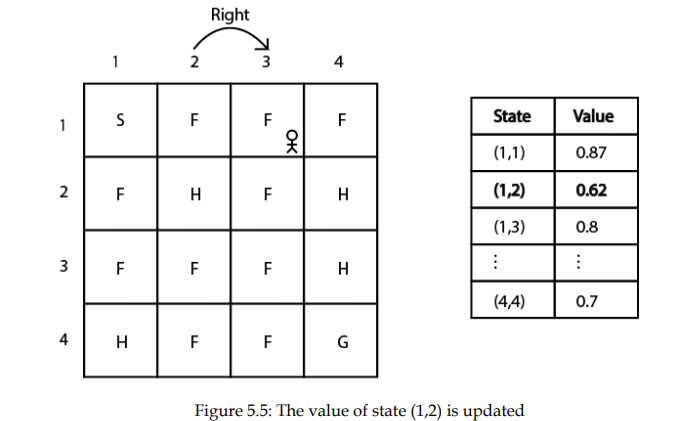 Right
1 2 3 4
1 S F F F
2 F H F H
3 F F F H
4 H F F G
State Value
(1,1) 0.87
(1,2) 0.62
(1,3) 0.8
⋮ ⋮
(4,4) 0.7
Figure 5.5: The value of state (1,2) is updated